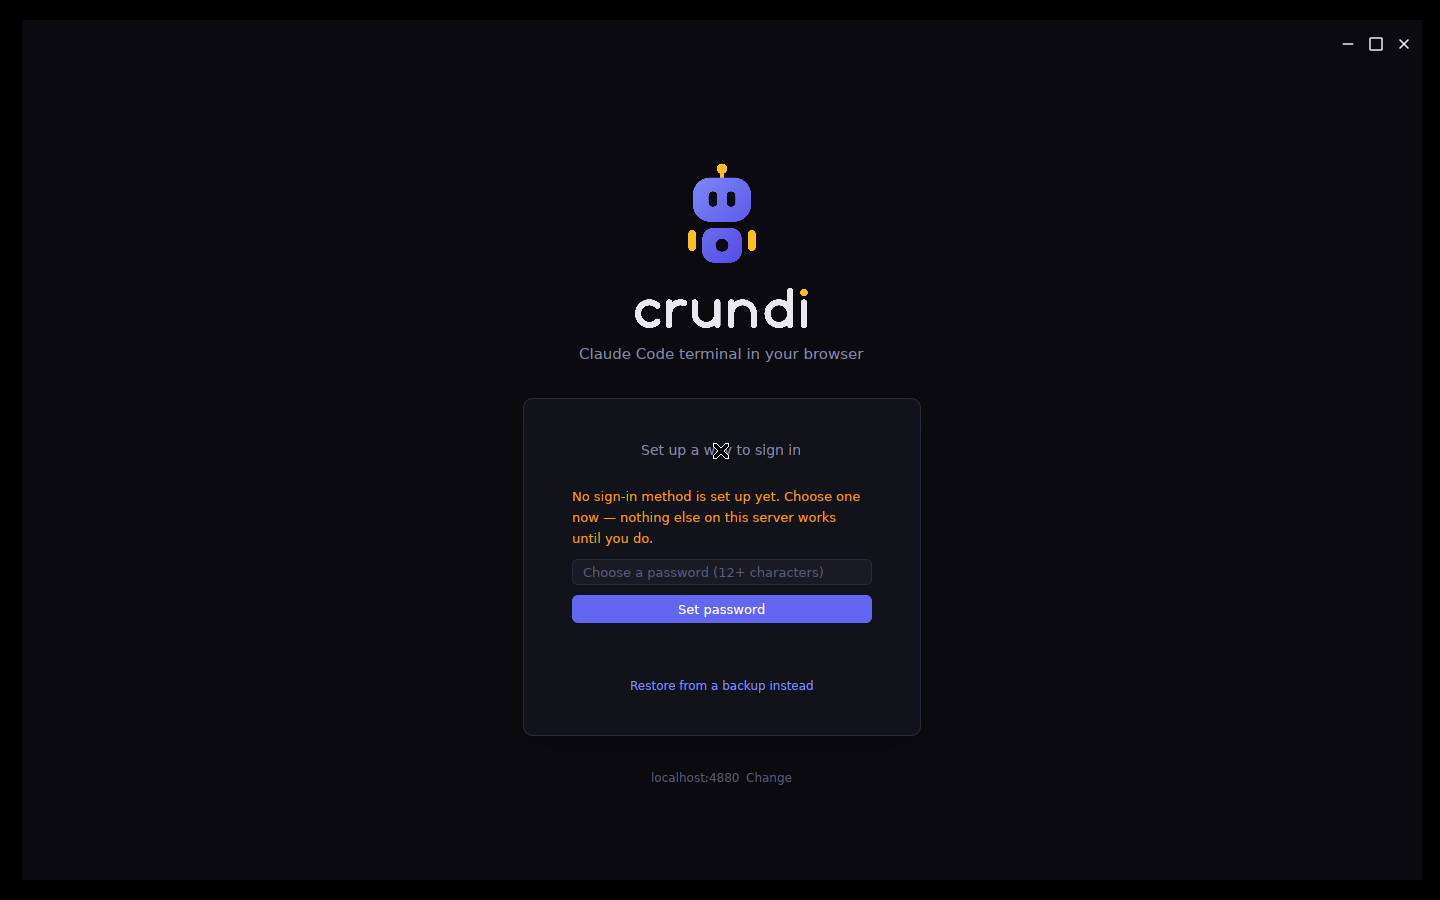 crundi
Claude Code terminal in your browser
Set up a way to sign in
No sign-in method is set up yet. Choose one
now — nothing else on this server works
until you do.
Choose a password (12+ characters)
Set password
Restore from a backup instead
localhost:4880 Change